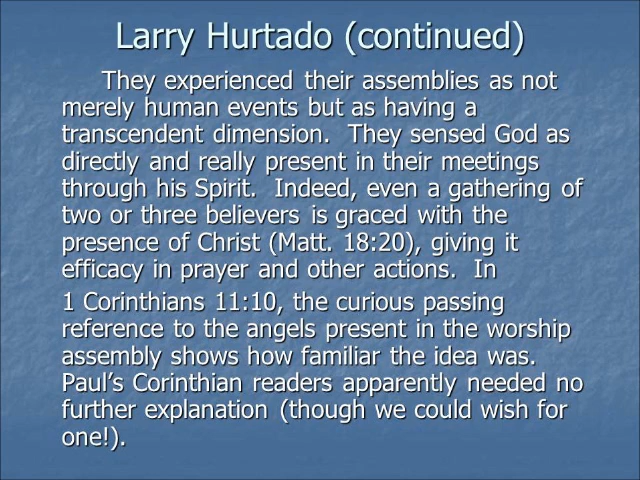 Larry Hurtado (continued)
They experienced their assemblies as not
merely human events but as having a
transcendent dimension. They sensed God as
directly and really present in their meetings
through his Spirit. Indeed, even a gathering of
two or three believers is graced with the
presence of Christ (Matt. 18:20), giving it
efficacy in prayer and other actions. In
1 Corinthians 11:10, the curious passing
reference to the angels present in the worship
assembly shows how familiar the idea was.
Paul’s Corinthian readers apparently needed no
further explanation (though we could wish for
one!).